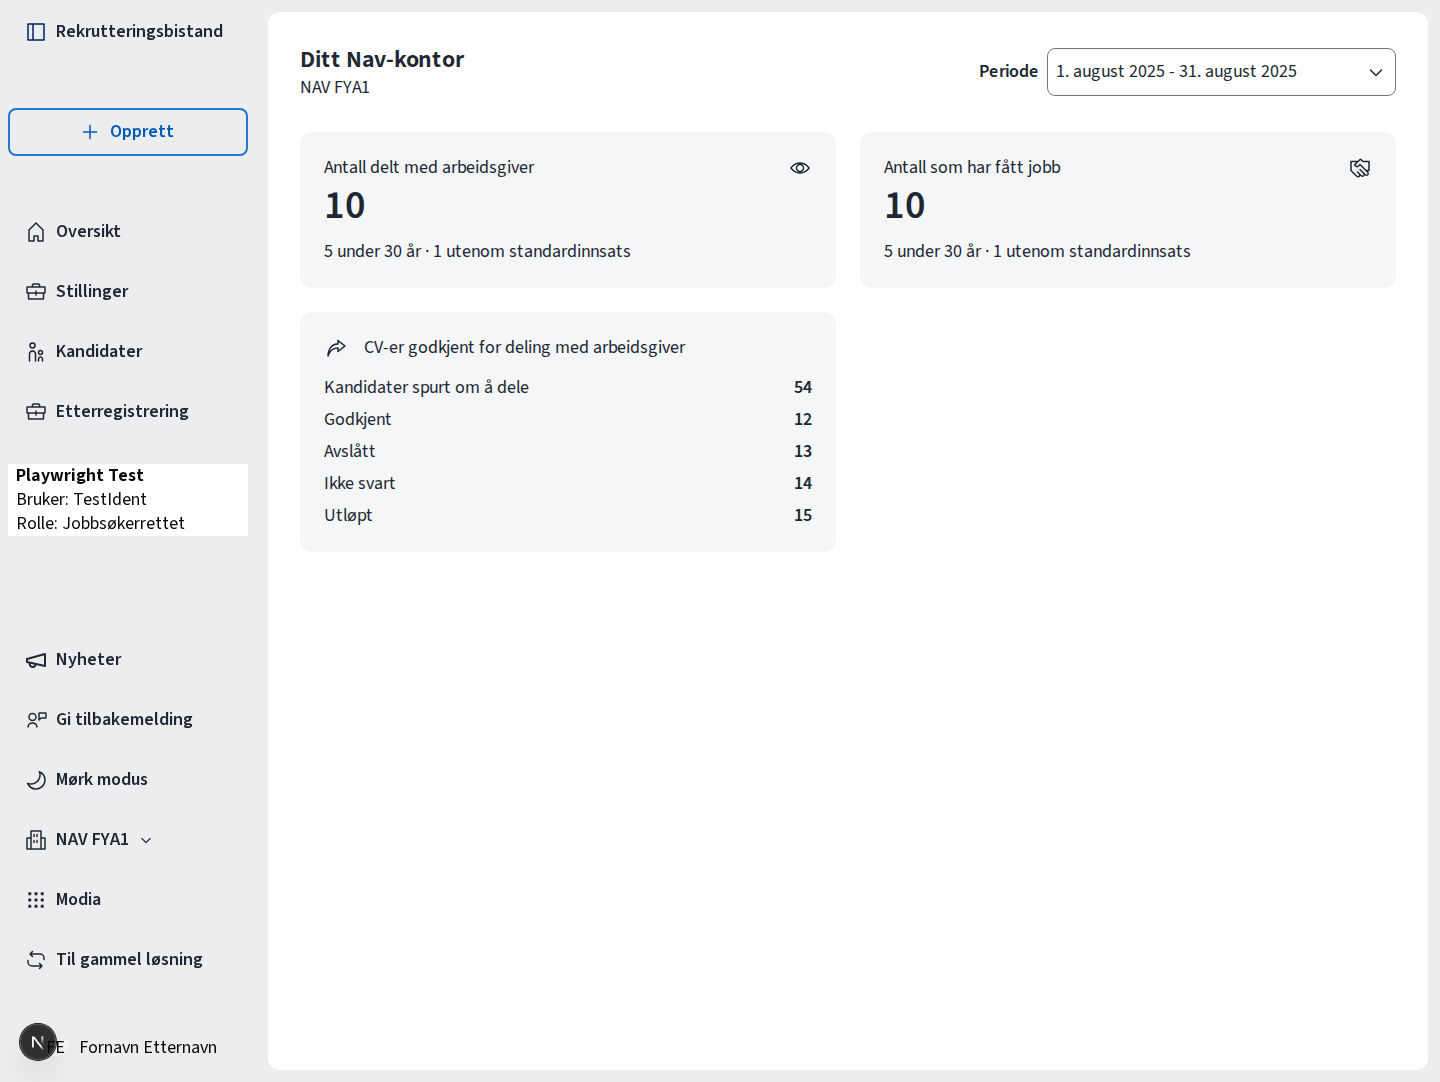 Rekrutteringsbistand
Opprett
Oversikt
Stillinger
Kandidater
Etterregistrering
Playwright Test
Bruker: TestIdent
Rolle: Jobbsøkerrettet
Nyheter
Gi tilbakemelding
Mørk modus
NAV FYA1
Modia
Til gammel løsning
N
FE Fornavn Etternavn
Ditt Nav-kontor
NAV FYA1
Periode 1. august 2025 - 31. august 2025
Antall delt med arbeidsgiver
10
5 under 30 år · 1 utenom standardinnsats
Antall som har fått jobb
10
5 under 30 år · 1 utenom standardinnsats
CV-er godkjent for deling med arbeidsgiver
Kandidater spurt om å dele 54
Godkjent 12
Avslått 13
Ikke svart 14
Utløpt 15